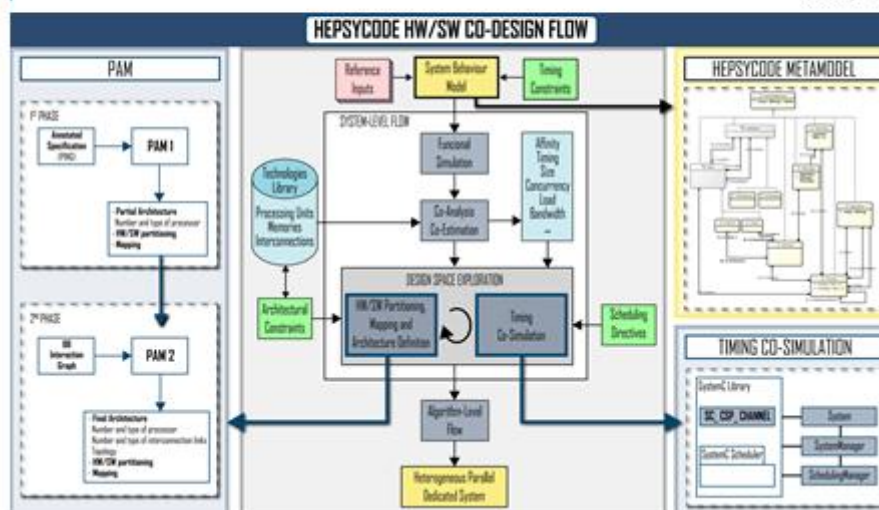 HEPSYCODE HW/SW CO-DESIGN FLOW
PAM
1ST PHASE
Annotated
Specification
PAM 1
Partial Architecture
Number and type of processor
- HW/SW partitioning
- Mapping
2ND PHASE
Interaction
Graph
PAM 2
Final Architecture
Number and type of processor
Number and type of interconnection links
Topology
- HW/SW partitioning
- Mapping
Reference
Inputs
System Behaviour
Model
Timing
Constraints
SYSTEM-LEVEL FLOW
Funcional
Simulation
Affinity
Timing
Size
Concurrency
Load
Bandwidth
...
Technologies
Library
Processing Units
Memories
Interconnections
Co-Analysis
Co-Estimation
DESIGN SPACE EXPLORATION
Architectural
Constraints
HW/SW Partitioning,
Mapping and
Architecture Definition
Timing
Co-Simulation
Scheduling
Directives
Algorithm-Level
Flow
Heterogeneous Parallel
Dedicated System
HEPSYCODE METAMODEL
TIMING CO-SIMULATION
SystemC Library
SC_CSP_CHANNEL
System
SystemManager
SystemC Scheduler
SchedulingManager